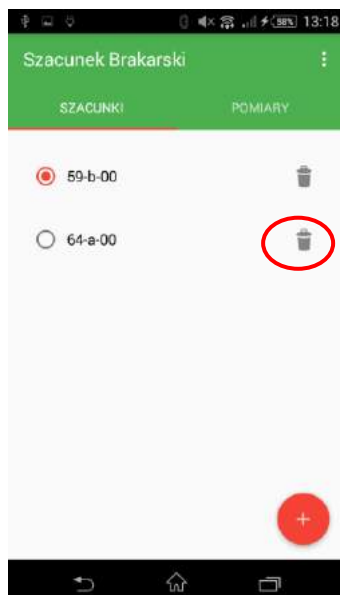 58% 13:18
Szacunek Brakarski
SZACUNKI POMIARY
59-b-00
64-a-00